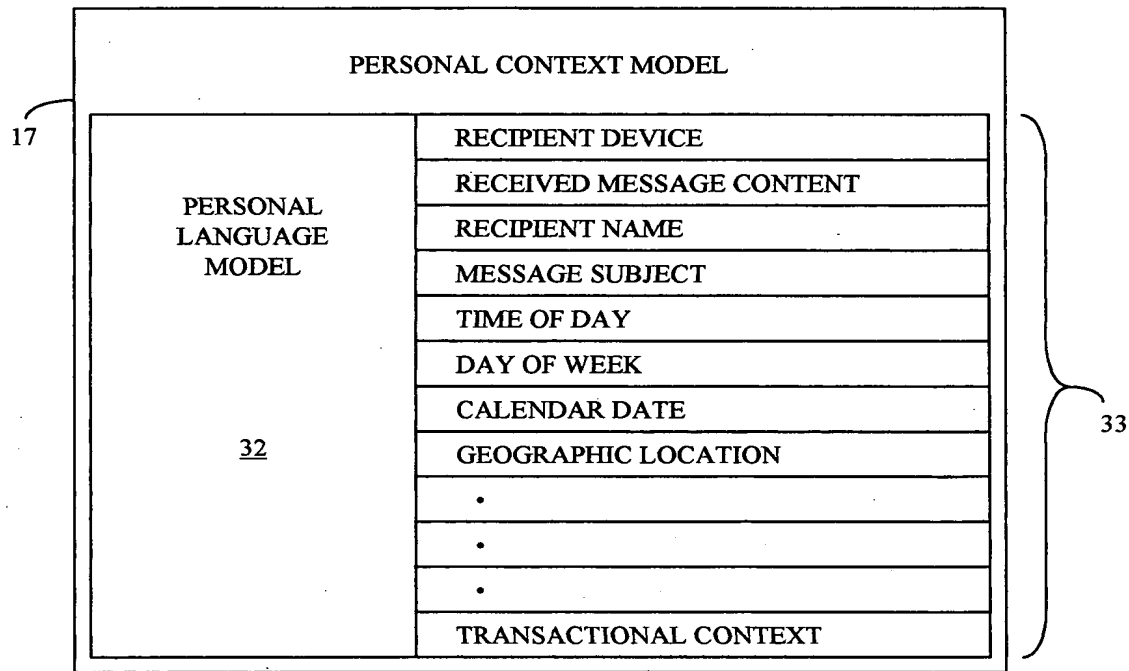 PERSONAL CONTEXT MODEL
17
PERSONAL
LANGUAGE
MODEL
32
RECIPIENT DEVICE
RECEIVED MESSAGE CONTENT
RECIPIENT NAME
MESSAGE SUBJECT
TIME OF DAY
DAY OF WEEK
CALENDAR DATE
GEOGRAPHIC LOCATION
•
•
•
TRANSACTIONAL CONTEXT
33